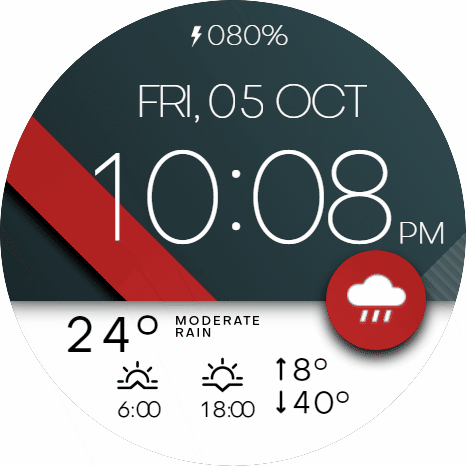 080%
FRI, 05 OCT
10:08 PM
24° MODERATE
RAIN
6:00 18:00
8°
40°